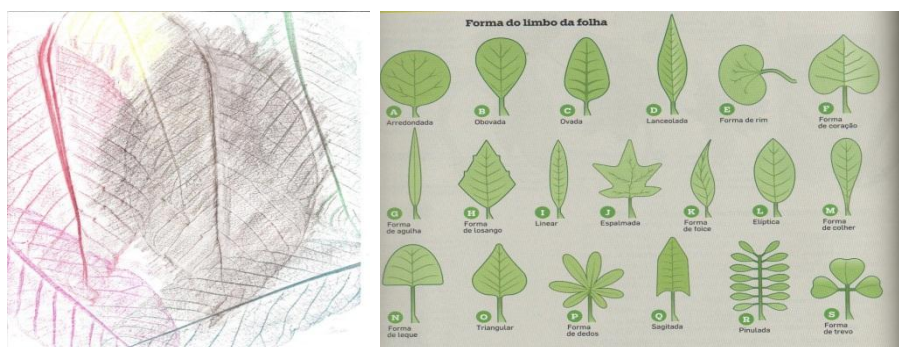 Forma do limbo da folha
A
Arredondada
B
Obovada
C
Ovada
D
Lanceolada
E
Forma de rim
F
Forma
de coração
G
Forma
de agulha
H
Forma
de losango
I
Linear
J
Espalmada
K
Forma
de foice
L
Elíptica
M
Forma
de colher
N
Forma
de leque
O
Triangular
P
Forma
de dedos
Q
Sagitada
R
Pinulada
S
Forma
de trevo